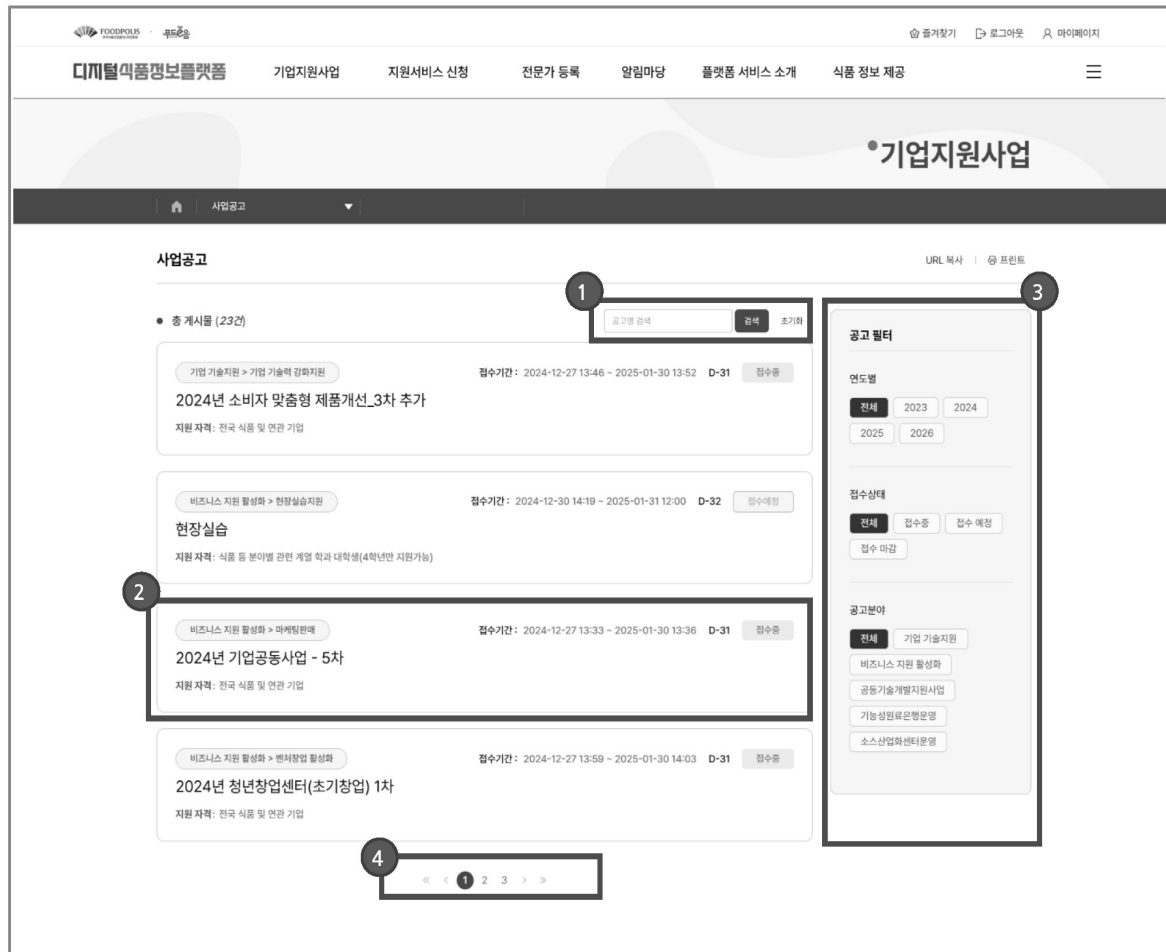 FOODPOLIS
푸드e음
즐겨찾기 로그아웃 마이페이지
디지털식품정보플랫폼 기업지원사업 지원서비스 신청 전문가 등록 알림마당 플랫폼 서비스 소개 식품 정보 제공
기업지원사업
사업공고
사업공고
URL 복사 프린트
1
총 게시물 (23건)
공고명 검색 검색 초기화
기업 기술지원 > 기업 기술력 강화지원
접수기간 : 2024-12-27 13:46 ~ 2025-01-30 13:52 D-31 접수중
2024년 소비자 맞춤형 제품개선_3차 추가
지원 자격 : 전국 식품 및 연관 기업
비즈니스 지원 활성화 > 현장실습지원
접수기간 : 2024-12-30 14:19 ~ 2025-01-31 12:00 D-32 접수예정
현장실습
지원 자격 : 식품 등 분야별 관련 계열 학과 대학생(4학년만 지원가능)
2
비즈니스 지원 활성화 > 마케팅판매
접수기간 : 2024-12-27 13:33 ~ 2025-01-30 13:36 D-31 접수중
2024년 기업공동사업 - 5차
지원 자격 : 전국 식품 및 연관 기업
비즈니스 지원 활성화 > 벤처창업 활성화
접수기간 : 2024-12-27 13:59 ~ 2025-01-30 14:03 D-31 접수중
2024년 청년창업센터(초기창업) 1차
지원 자격 : 전국 식품 및 연관 기업
3
공고 필터
연도별
전체 2023 2024
2025 2026
접수상태
전체 접수중 접수 예정
접수 마감
공고분야
전체 기업 기술지원
비즈니스 지원 활성화
공동기술개발지원사업
기능성원료은행운영
소스산업화센터운영
4
« < 1 2 3 > »